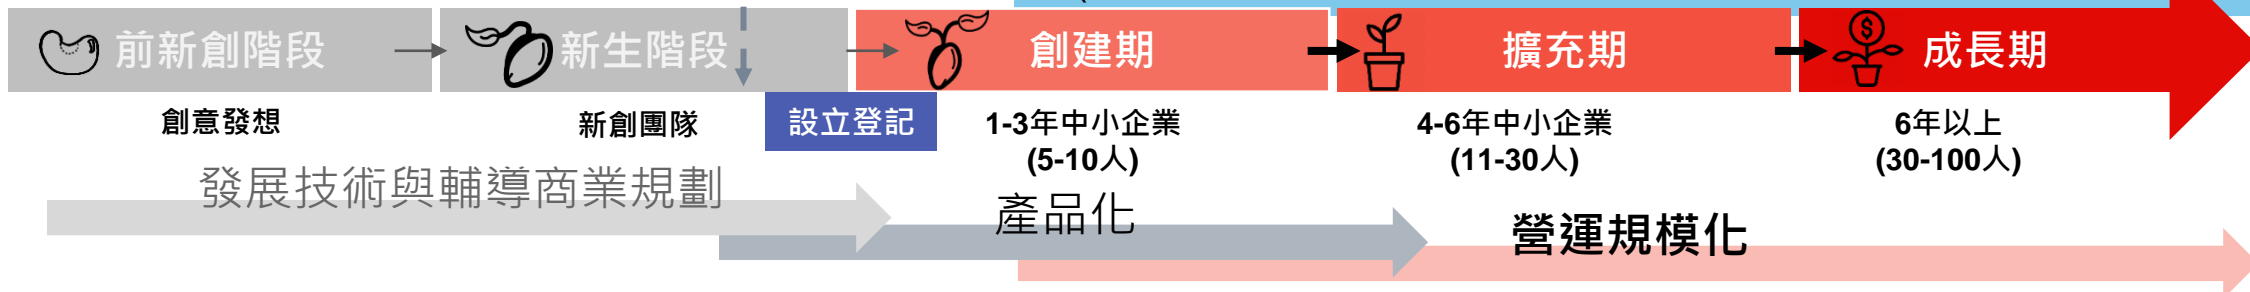 前新創階段
新生階段
創建期
擴充期
成長期
創意發想
新創團隊
設立登記
1-3年中小企業
(5-10人)
4-6年中小企業
(11-30人)
6年以上
(30-100人)
發展技術與輔導商業規劃
產品化
營運規模化